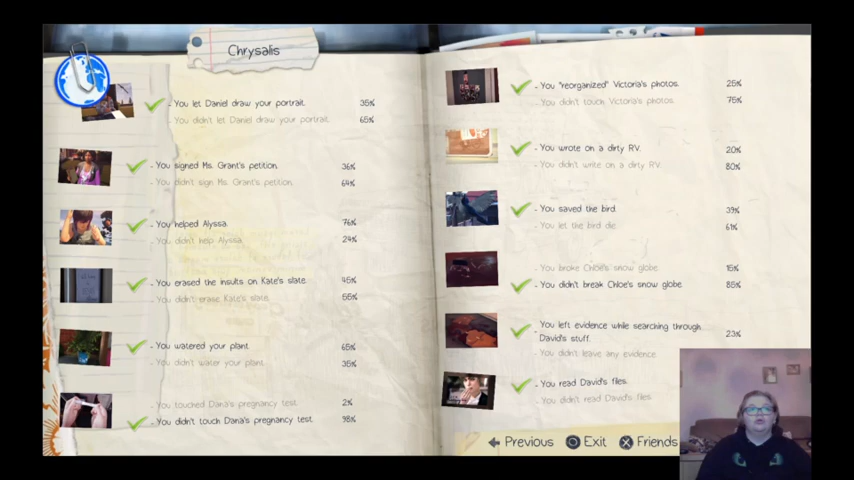 Chrysalis
- You let Daniel draw your portrait. 35%
- You didn't let Daniel draw your portrait. 65%
- You signed Ms. Grant's petition. 36%
- You didn't sign Ms. Grant's petition. 64%
- You helped Alyssa. 76%
- You didn't help Alyssa. 24%
- You erased the insults on Kate's slate. 45%
- You didn't erase Kate's slate. 55%
- You watered your plant. 65%
- You didn't water your plant. 35%
- You touched Dana's pregnancy test. 2%
- You didn't touch Dana's pregnancy test. 98%
- You "reorganized" Victoria's photos. 25%
- You didn't touch Victoria's photos. 75%
- You wrote on a dirty RV. 20%
- You didn't write on a dirty RV. 80%
- You saved the bird. 39%
- You let the bird die. 61%
- You broke Chloe's snow globe. 15%
- You didn't break Chloe's snow globe. 85%
- You left evidence while searching through
David's stuff. 23%
- You didn't leave any evidence.
- You read David's files.
- You didn't read David's files.
Previous Exit Friends